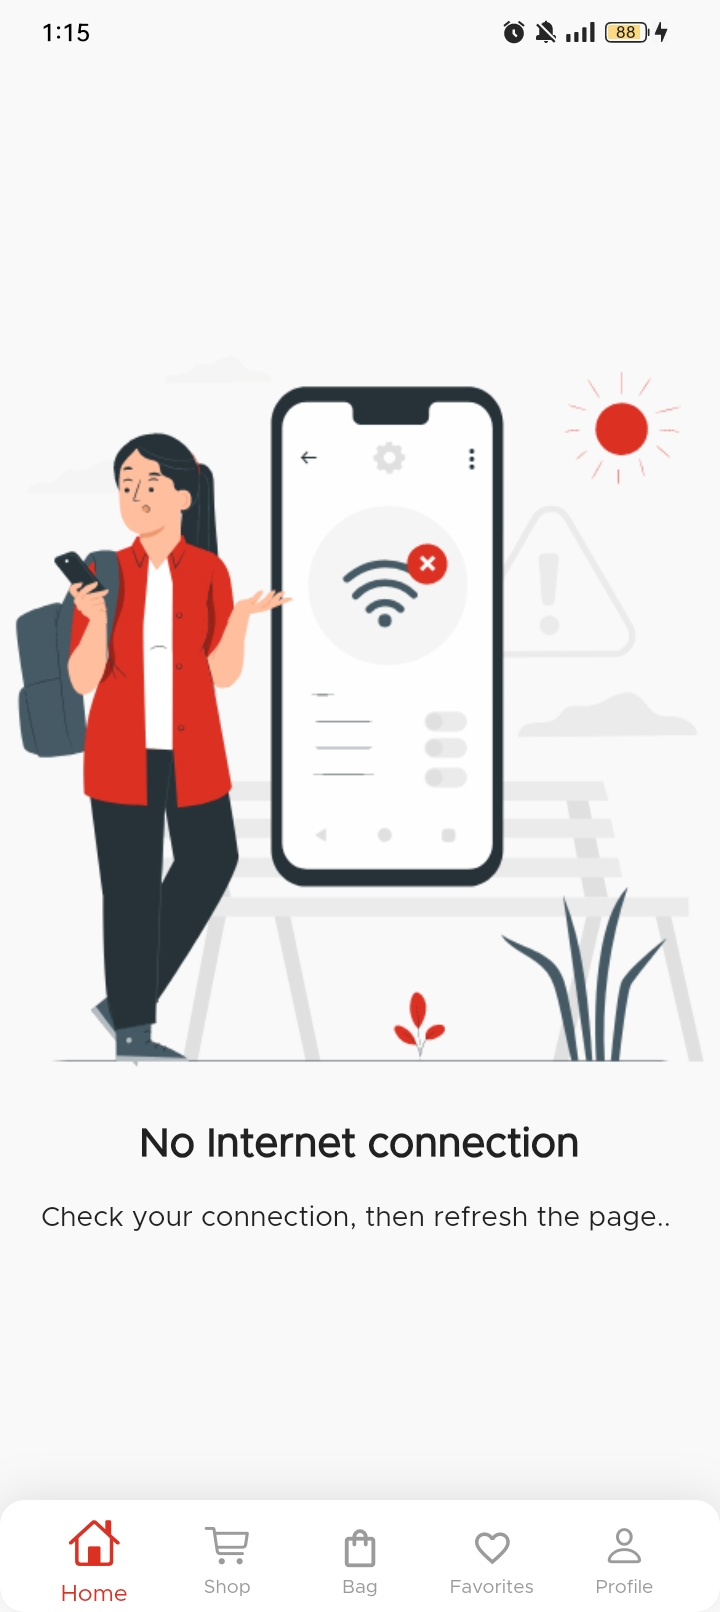 1:15
88
No Internet connection
Check your connection, then refresh the page..
Home
Shop
Bag
Favorites
Profile